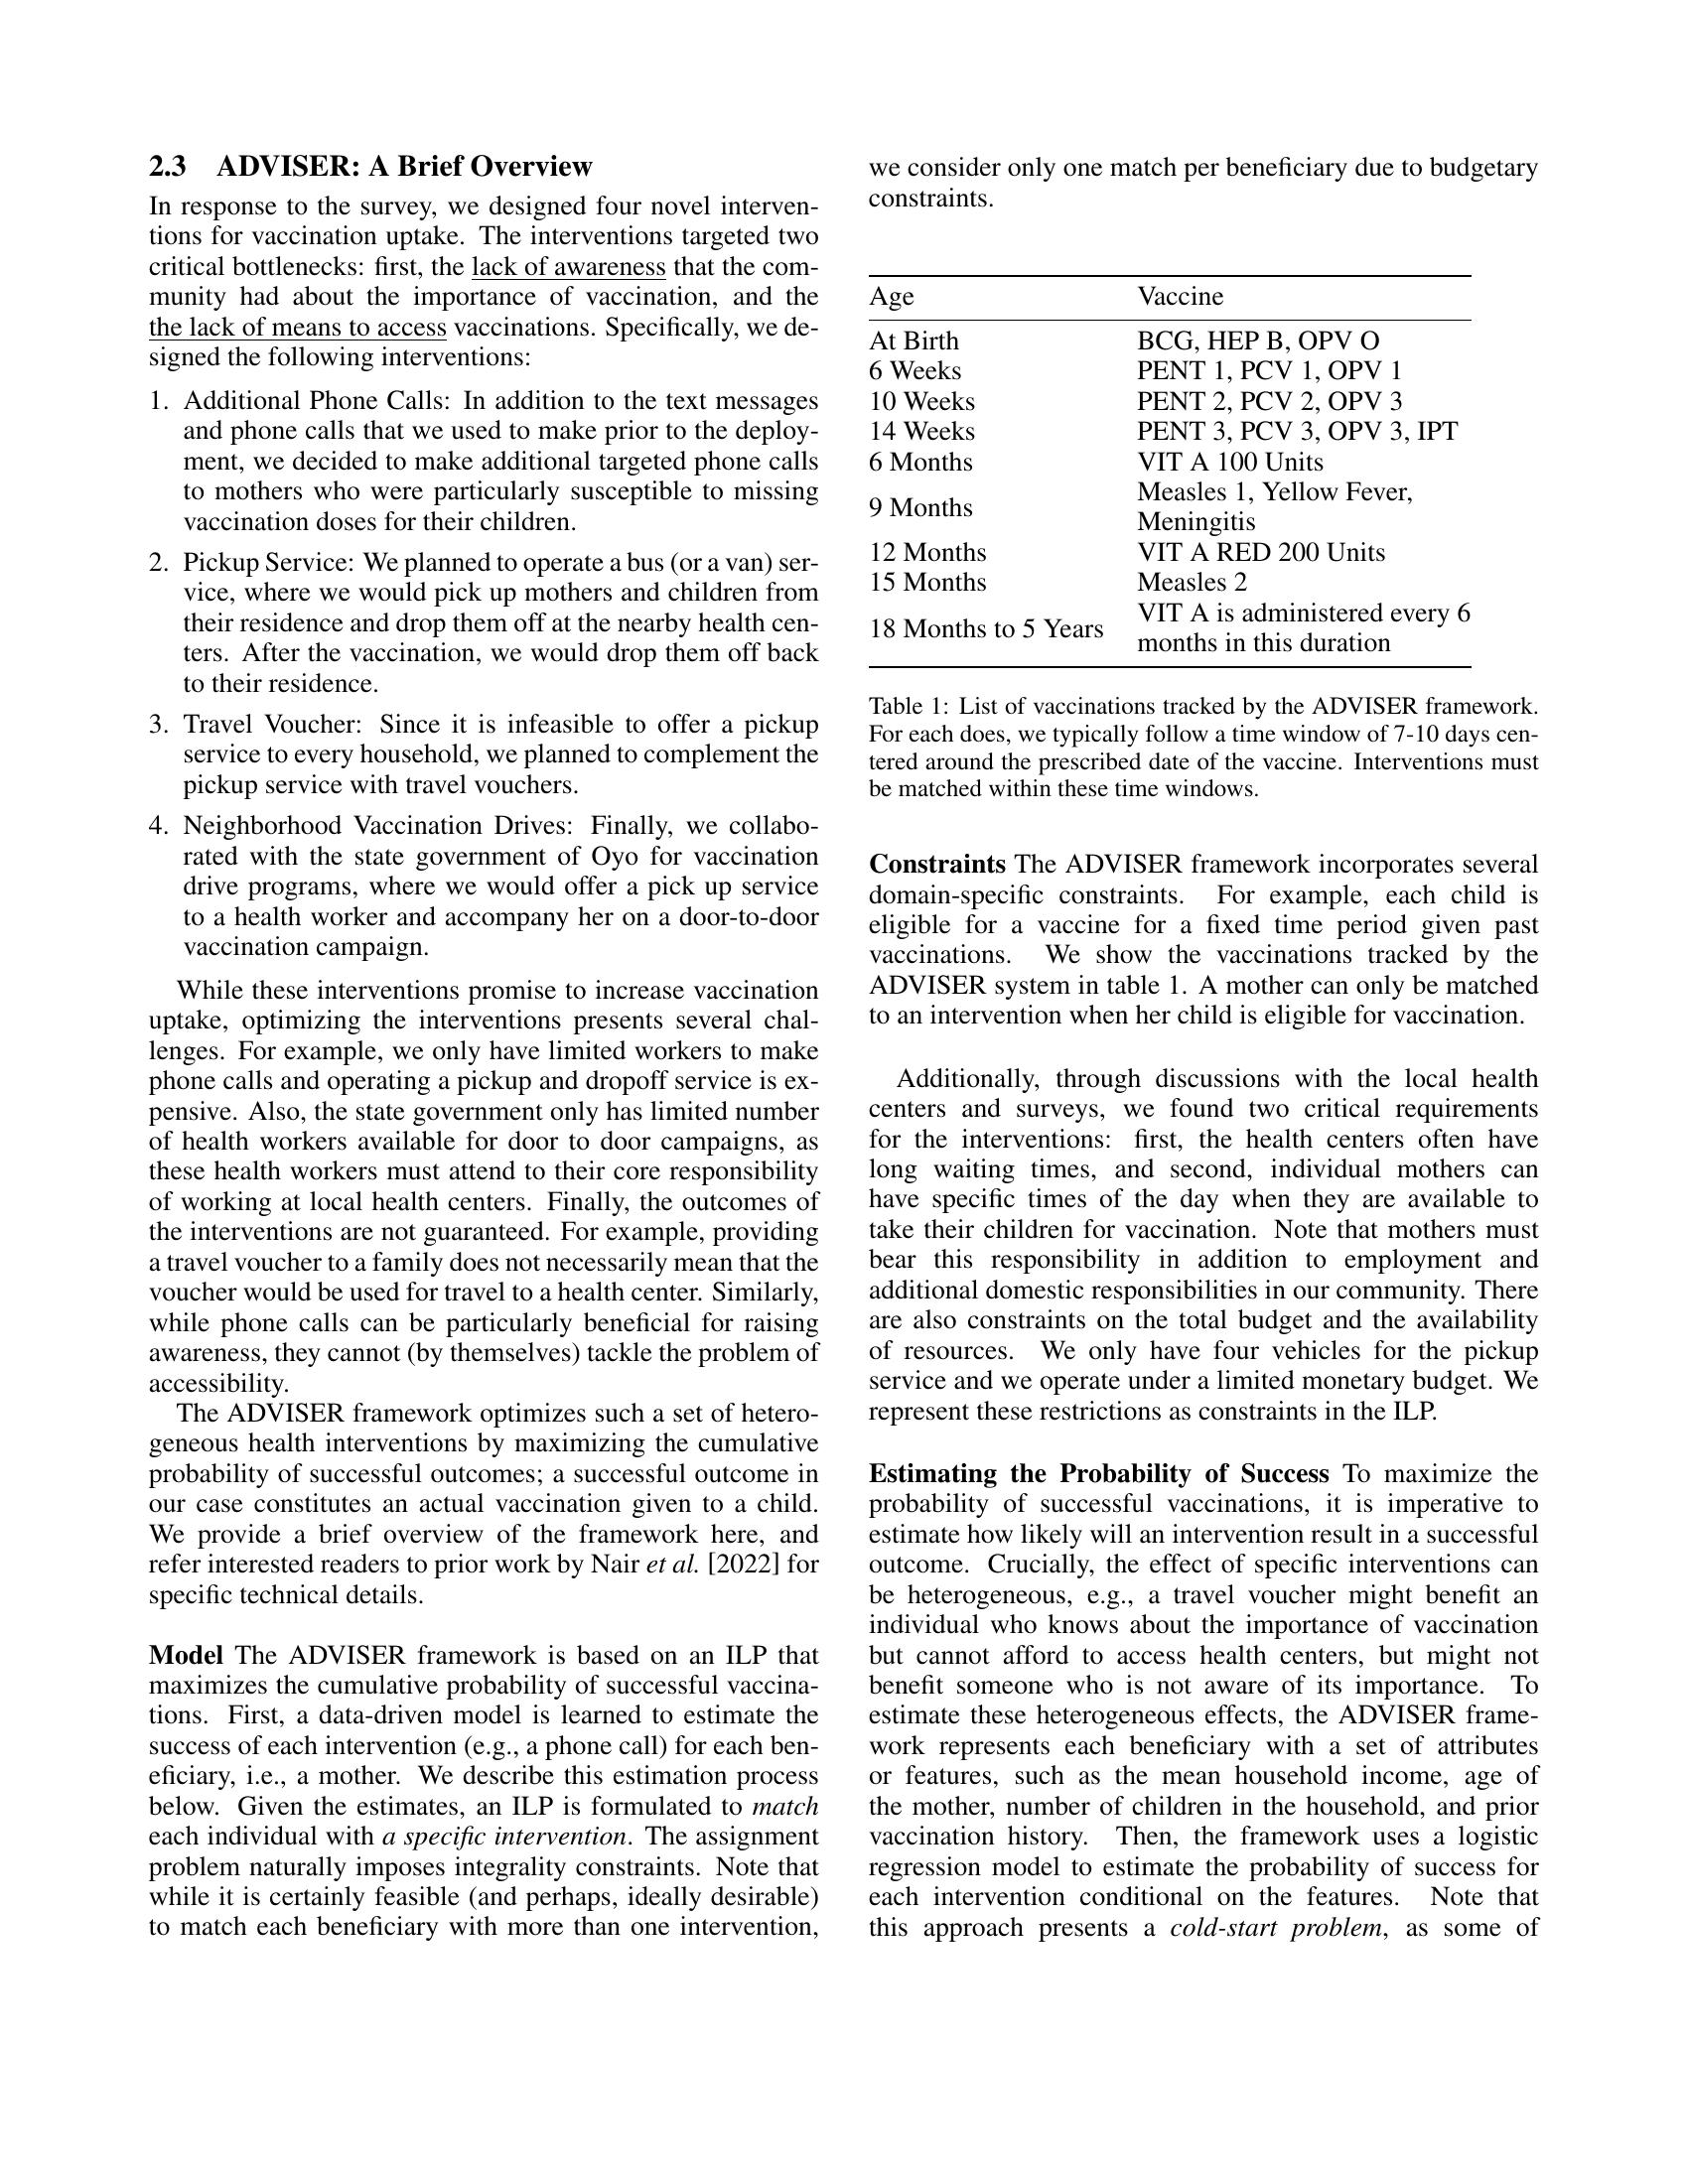 2.3 ADVISER: A Brief Overview
In response to the survey, we designed four novel interven-
tions for vaccination uptake. The interventions targeted two
critical bottlenecks: first, the lack of awareness that the com-
munity had about the importance of vaccination, and the
the lack of means to access vaccinations. Specifically, we de-
signed the following interventions:
1. Additional Phone Calls: In addition to the text messages
and phone calls that we used to make prior to the deploy-
ment, we decided to make additional targeted phone calls
to mothers who were particularly susceptible to missing
vaccination doses for their children.
2. Pickup Service: We planned to operate a bus (or a van) ser-
vice, where we would pick up mothers and children from
their residence and drop them off at the nearby health cen-
ters. After the vaccination, we would drop them off back
to their residence.
3. Travel Voucher: Since it is infeasible to offer a pickup
service to every household, we planned to complement the
pickup service with travel vouchers.
4. Neighborhood Vaccination Drives: Finally, we collabo-
rated with the state government of Oyo for vaccination
drive programs, where we would offer a pick up service
to a health worker and accompany her on a door-to-door
vaccination campaign.
While these interventions promise to increase vaccination
uptake, optimizing the interventions presents several chal-
lenges. For example, we only have limited workers to make
phone calls and operating a pickup and dropoff service is ex-
pensive. Also, the state government only has limited number
of health workers available for door to door campaigns, as
these health workers must attend to their core responsibility
of working at local health centers. Finally, the outcomes of
the interventions are not guaranteed. For example, providing
a travel voucher to a family does not necessarily mean that the
voucher would be used for travel to a health center. Similarly,
while phone calls can be particularly beneficial for raising
awareness, they cannot (by themselves) tackle the problem of
accessibility.
The ADVISER framework optimizes such a set of hetero-
geneous health interventions by maximizing the cumulative
probability of successful outcomes; a successful outcome in
our case constitutes an actual vaccination given to a child.
We provide a brief overview of the framework here, and
refer interested readers to prior work by Nair et al. [2022] for
specific technical details.
Model The ADVISER framework is based on an ILP that
maximizes the cumulative probability of successful vaccina-
tions. First, a data-driven model is learned to estimate the
success of each intervention (e.g., a phone call) for each ben-
eficiary, i.e., a mother. We describe this estimation process
below. Given the estimates, an ILP is formulated to match
each individual with a specific intervention. The assignment
problem naturally imposes integrality constraints. Note that
while it is certainly feasible (and perhaps, ideally desirable)
to match each beneficiary with more than one intervention,
we consider only one match per beneficiary due to budgetary
constraints.
Age Vaccine
At Birth BCG, HEP B, OPV O
6 Weeks PENT 1, PCV 1, OPV 1
10 Weeks PENT 2, PCV 2, OPV 3
14 Weeks PENT 3, PCV 3, OPV 3, IPT
6 Months VIT A 100 Units
9 Months Measles 1, Yellow Fever,
Meningitis
12 Months VIT A RED 200 Units
15 Months Measles 2
18 Months to 5 Years VIT A is administered every 6
months in this duration
Table 1: List of vaccinations tracked by the ADVISER framework.
For each does, we typically follow a time window of 7-10 days cen-
tered around the prescribed date of the vaccine. Interventions must
be matched within these time windows.
Constraints The ADVISER framework incorporates several
domain-specific constraints. For example, each child is
eligible for a vaccine for a fixed time period given past
vaccinations. We show the vaccinations tracked by the
ADVISER system in table 1. A mother can only be matched
to an intervention when her child is eligible for vaccination.
Additionally, through discussions with the local health
centers and surveys, we found two critical requirements
for the interventions: first, the health centers often have
long waiting times, and second, individual mothers can
have specific times of the day when they are available to
take their children for vaccination. Note that mothers must
bear this responsibility in addition to employment and
additional domestic responsibilities in our community. There
are also constraints on the total budget and the availability
of resources. We only have four vehicles for the pickup
service and we operate under a limited monetary budget. We
represent these restrictions as constraints in the ILP.
Estimating the Probability of Success To maximize the
probability of successful vaccinations, it is imperative to
estimate how likely will an intervention result in a successful
outcome. Crucially, the effect of specific interventions can
be heterogeneous, e.g., a travel voucher might benefit an
individual who knows about the importance of vaccination
but cannot afford to access health centers, but might not
benefit someone who is not aware of its importance. To
estimate these heterogeneous effects, the ADVISER frame-
work represents each beneficiary with a set of attributes
or features, such as the mean household income, age of
the mother, number of children in the household, and prior
vaccination history. Then, the framework uses a logistic
regression model to estimate the probability of success for
each intervention conditional on the features. Note that
this approach presents a cold-start problem, as some of